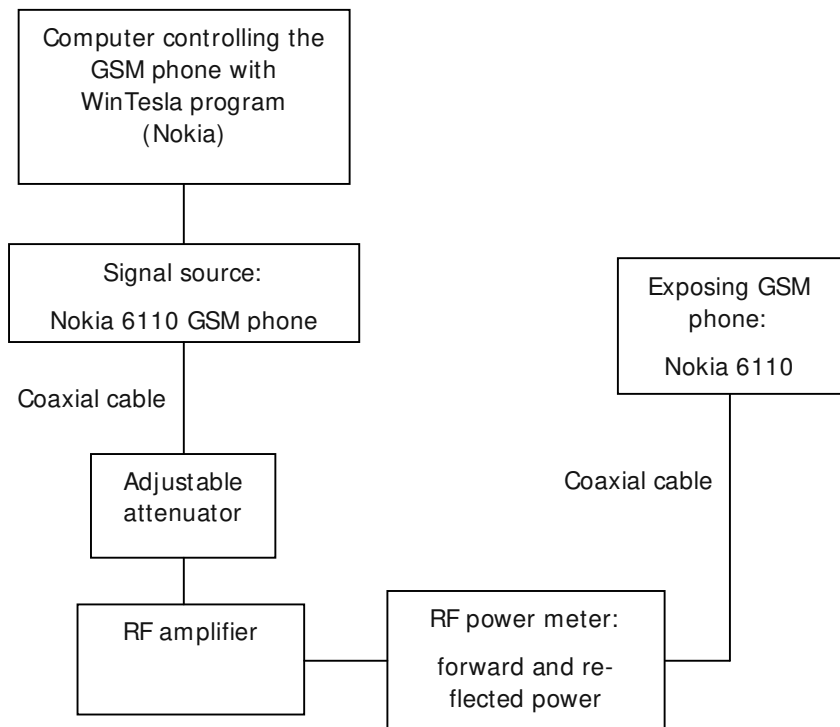 Computer controlling the
GSM phone with
WinTesla program
(Nokia)
Signal source:
Nokia 6110 GSM phone
Exposing GSM
phone:
Nokia 6110
Coaxial cable
Adjustable
attenuator
Coaxial cable
RF amplifier
RF power meter:
forward and re-
flected power